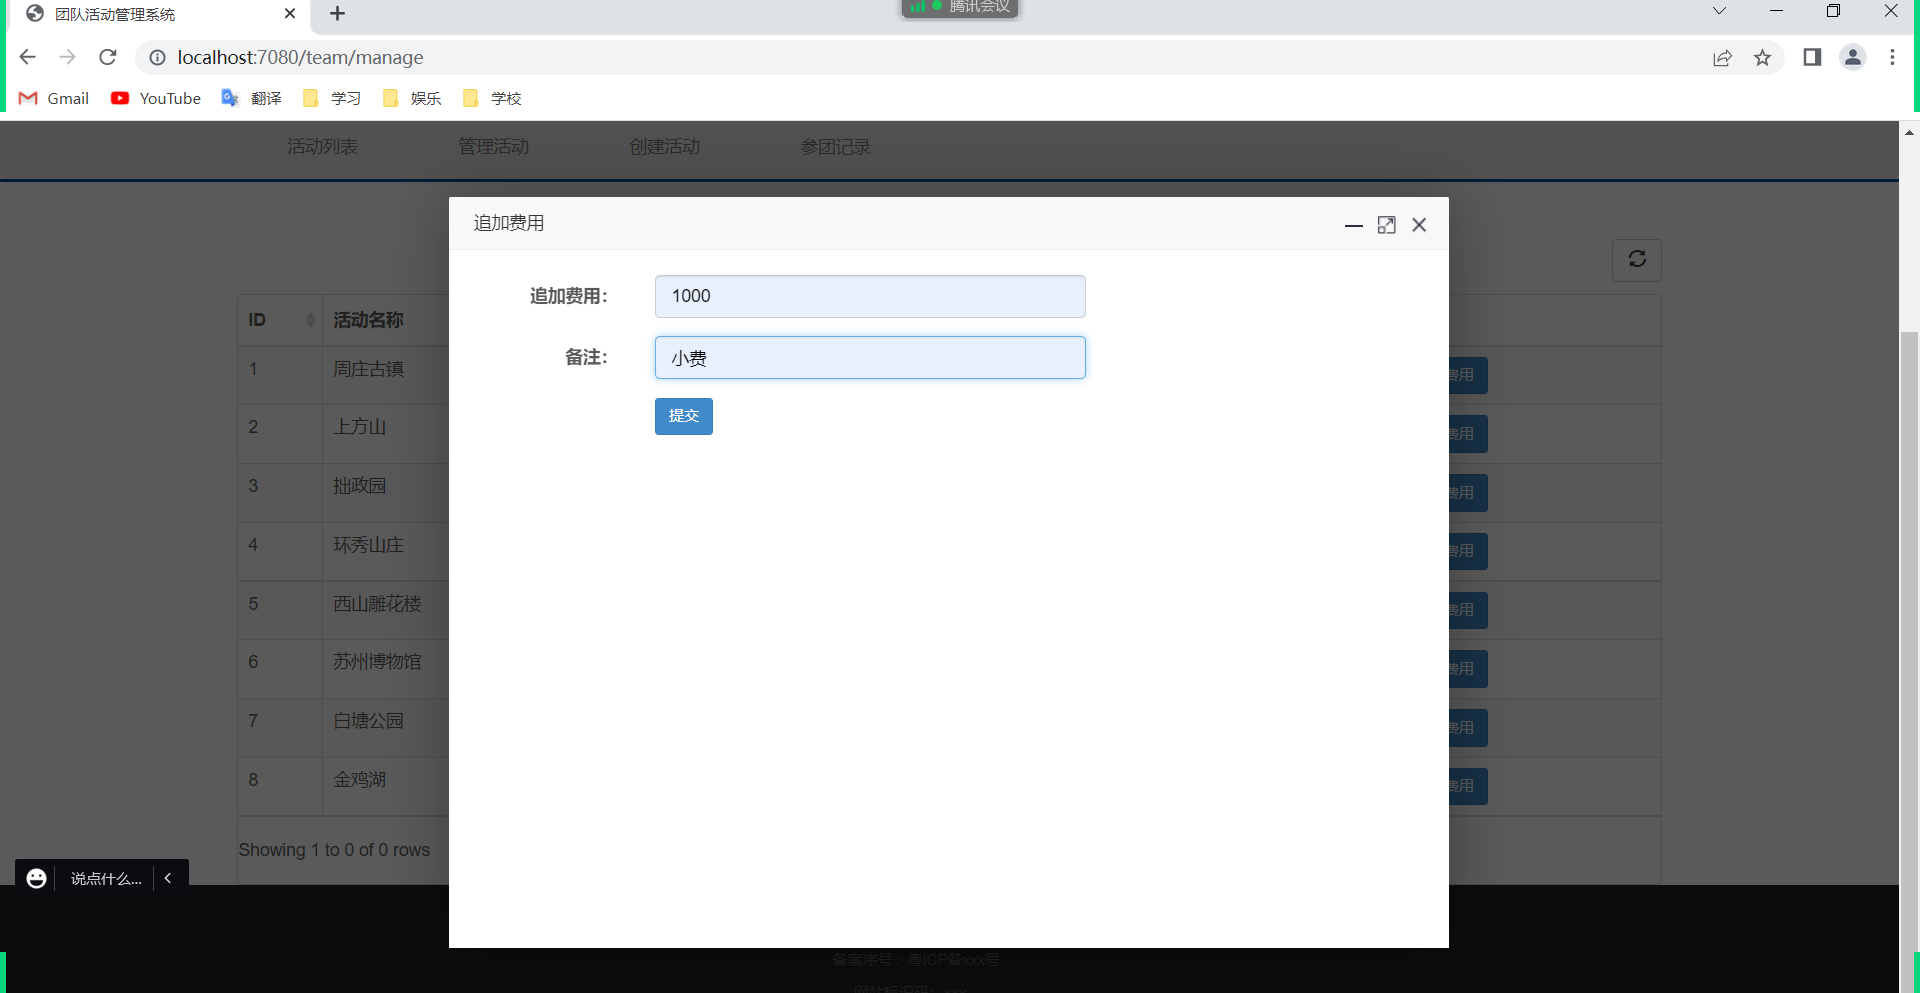 团队活动管理系统
腾讯会议
localhost:7080/team/manage
Gmail YouTube 翻译 学习 娱乐 学校
活动列表 管理活动 创建活动 参团记录
追加费用
追加费用：
1000
备注：
小费
提交
ID 活动名称
1 周庄古镇 费用
2 上方山 费用
3 拙政园 费用
4 环秀山庄 费用
5 西山雕花楼 费用
6 苏州博物馆 费用
7 白塘公园 费用
8 金鸡湖 费用
Showing 1 to 0 of 0 rows
说点什么...
备案序号：粤ICP备xxx号
网站标识码：xxx